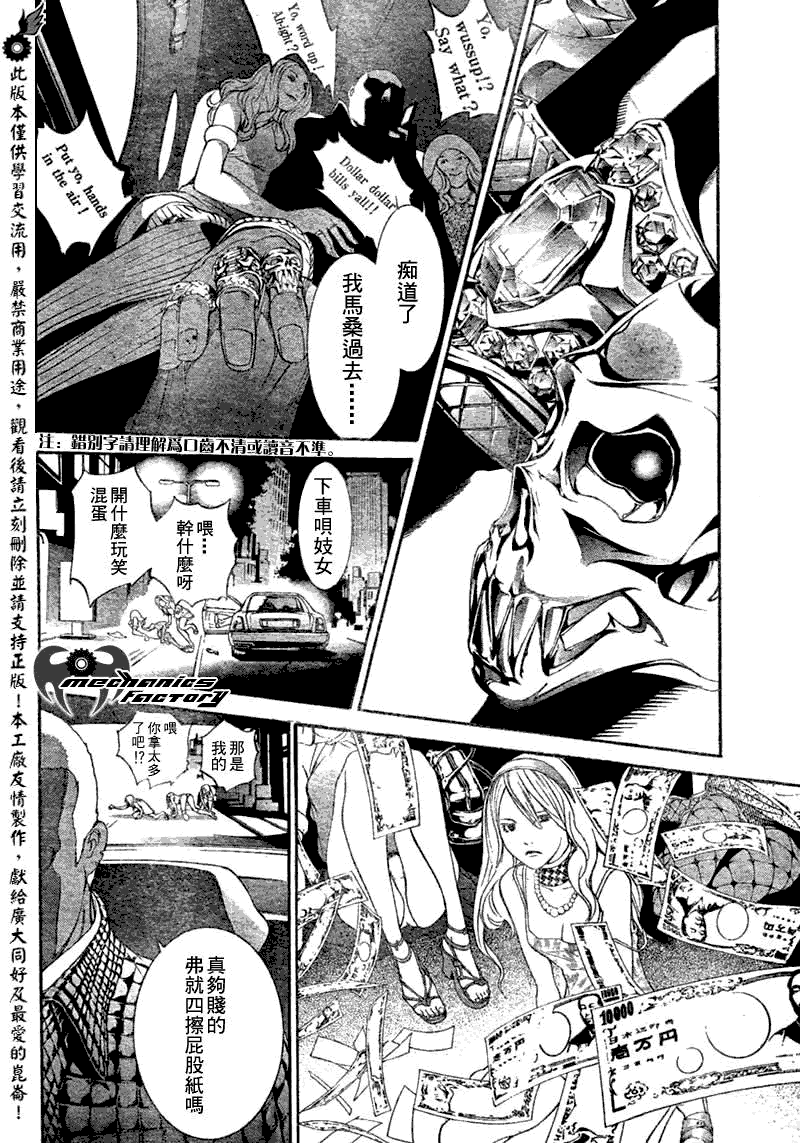 Yo,
wussup!?
Say what?
Yo, word up!
Ah-ight?
Dollar dollar
bills yall!!
Put yo, hands
in the air!
痴道了
我馬桑過去……
注：錯別字請理解爲口齒不清或讀音不準。
下車唄妓女
喂…
幹什麼呀
開什麼玩笑
混蛋
mechanics
factory
那是
我的
喂
你拿太多
了吧!?
10000
壱万円
真夠賤的
弗就四擦屁股紙嗎
此版本僅供學習交流用，嚴禁商業用途，觀看後請立刻刪除並請支持正版！本工廠友情製作，獻給廣大同好及最愛的崑崙！